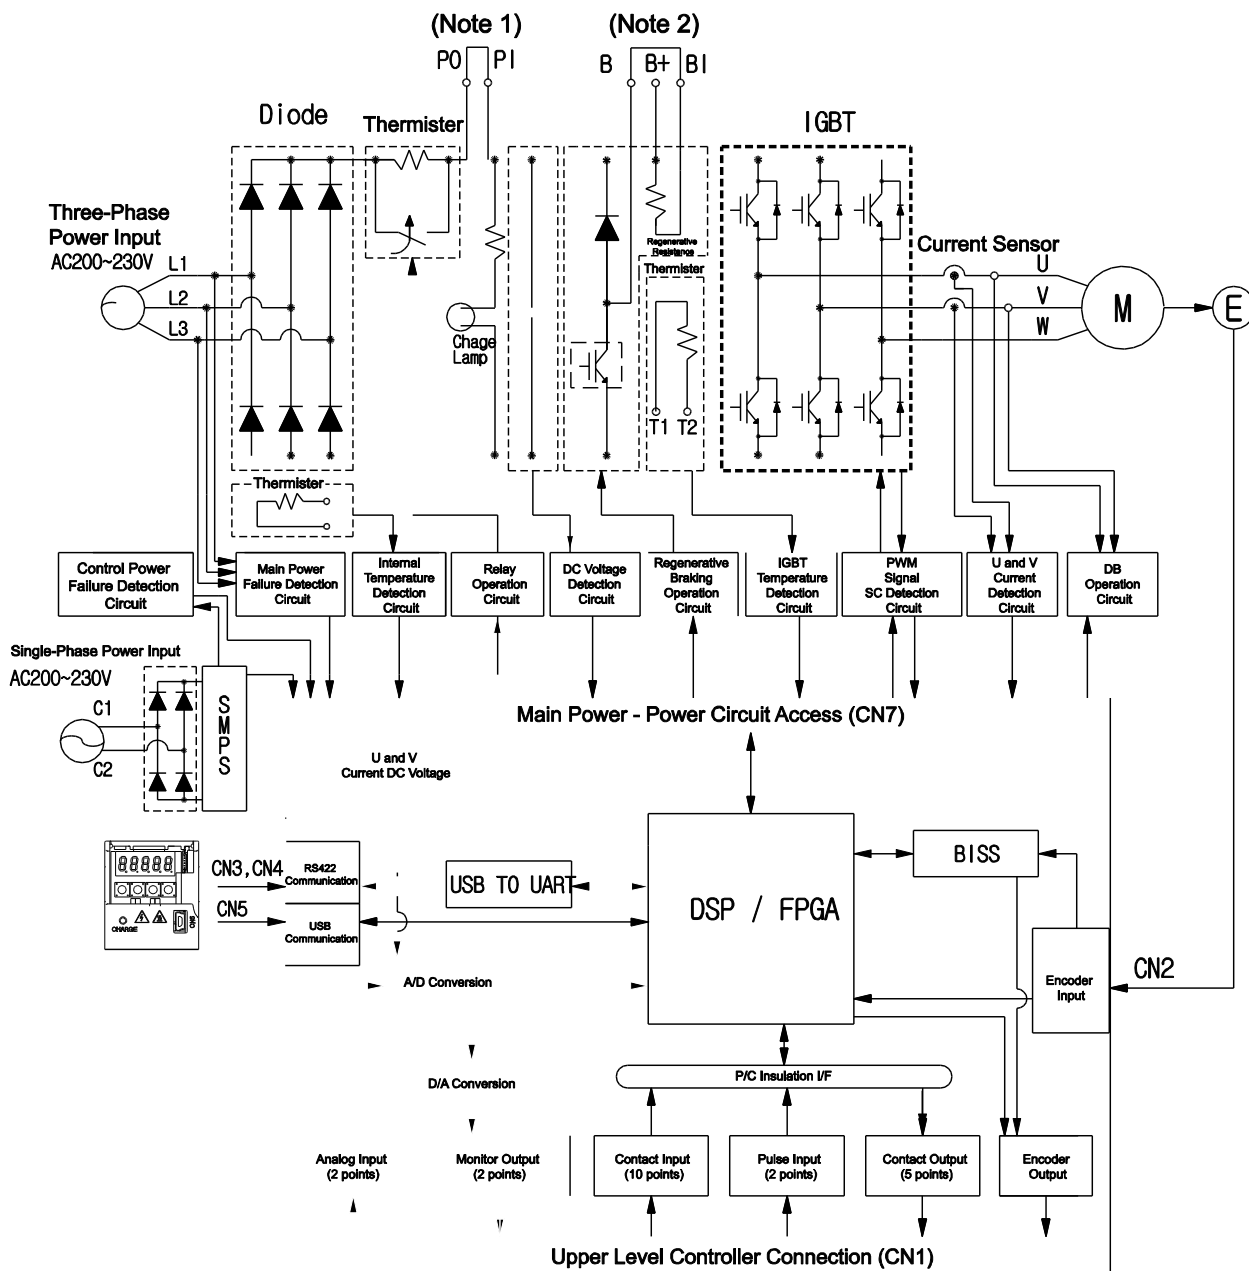 (Note 1)
(Note 2)
PO
PI
B
B+
BI
Diode
Thermister
IGBT
Three-Phase
Power Input
AC200~230V
L1
L2
L3
Chage
Lamp
Regenerative
Resistance
Thermister
T1
T2
Current Sensor
U
V
W
M
E
Thermister
Control Power
Failure Detection
Circuit
Main Power
Failure Detection
Circuit
Internal
Temperature
Detection
Circuit
Relay
Operation
Circuit
DC Voltage
Detection
Circuit
Regenerative
Braking
Operation
Circuit
IGBT
Temperature
Detection
Circuit
PWM
Signal
SC Detection
Circuit
U and V
Current
Detection
Circuit
DB
Operation
Circuit
Single-Phase Power Input
AC200~230V
C1
C2
SMPS
Main Power - Power Circuit Access (CN7)
U and V
Current DC Voltage
CHARGE
CN5
CN3,CN4
CN5
RS422
Communication
USB
Communication
USB TO UART
DSP / FPGA
BISS
A/D Conversion
Encoder
Input
CN2
D/A Conversion
P/C Insulation I/F
Analog Input
(2 points)
Monitor Output
(2 points)
Contact Input
(10 points)
Pulse Input
(2 points)
Contact Output
(5 points)
Encoder
Output
Upper Level Controller Connection (CN1)